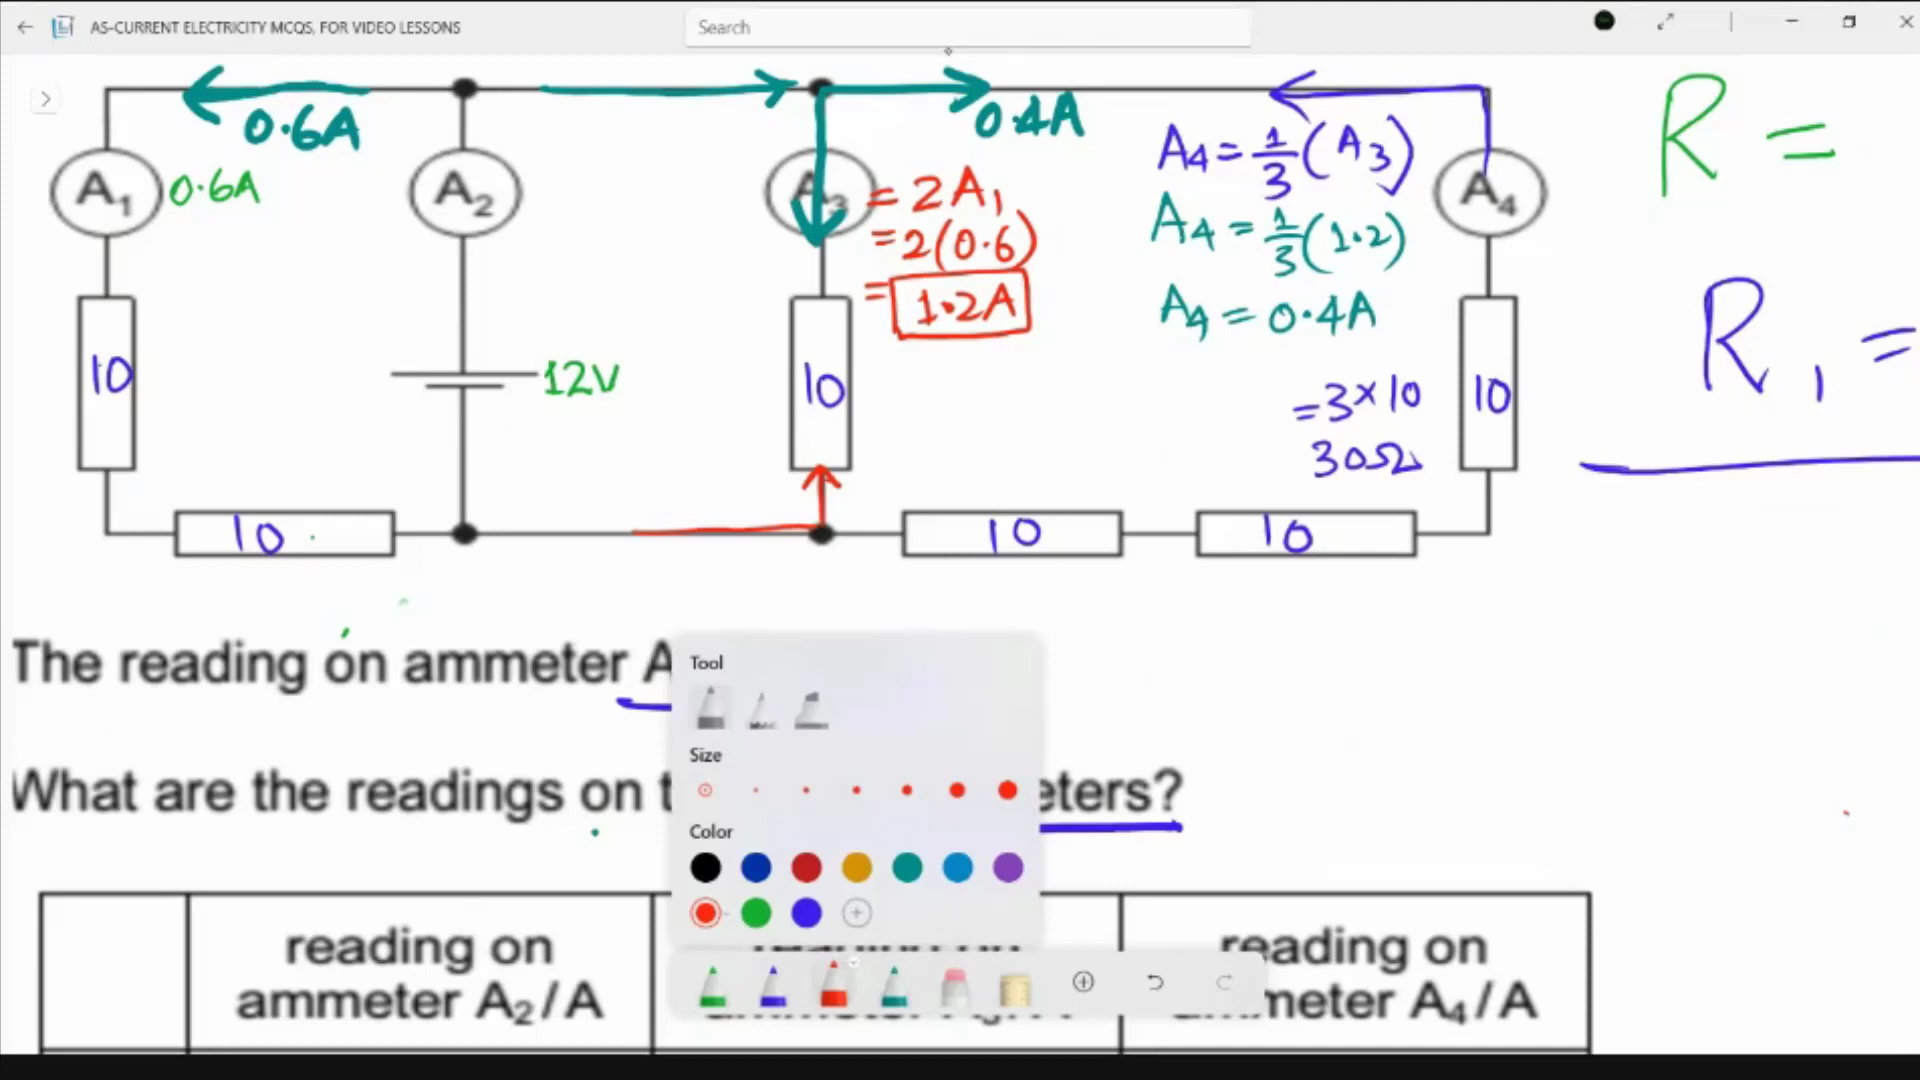 AS-CURRENT ELECTRICITY MCQS, FOR VIDEO LESSONS
Search
0.6A
0.4A
A1 0.6A
A2
A3
= 2A1
= 2(0.6)
= 1.2A
A4 = 1/3 (A3)
A4 = 1/3 (1.2)
A4 = 0.4A
A4
R =
R1 =
10
12V
10
= 3×10
30Ω
10
10
10
10
The reading on ammeter A
What are the readings on t
eters?
Tool
Size
Color
reading on
ammeter A2 / A
reading on
meter A4 / A